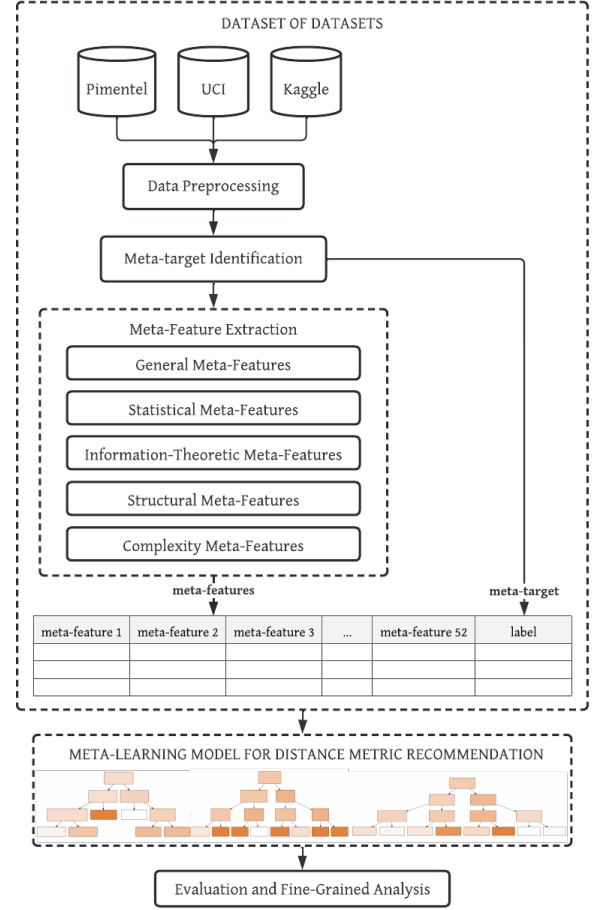 DATASET OF DATASETS
Pimentel
UCI
Kaggle
Data Preprocessing
Meta-target Identification
Meta-Feature Extraction
General Meta-Features
Statistical Meta-Features
Information-Theoretic Meta-Features
Structural Meta-Features
Complexity Meta-Features
meta-features
meta-target
meta-feature 1 meta-feature 2 meta-feature 3 ... meta-feature 52 label
META-LEARNING MODEL FOR DISTANCE METRIC RECOMMENDATION
Evaluation and Fine-Grained Analysis